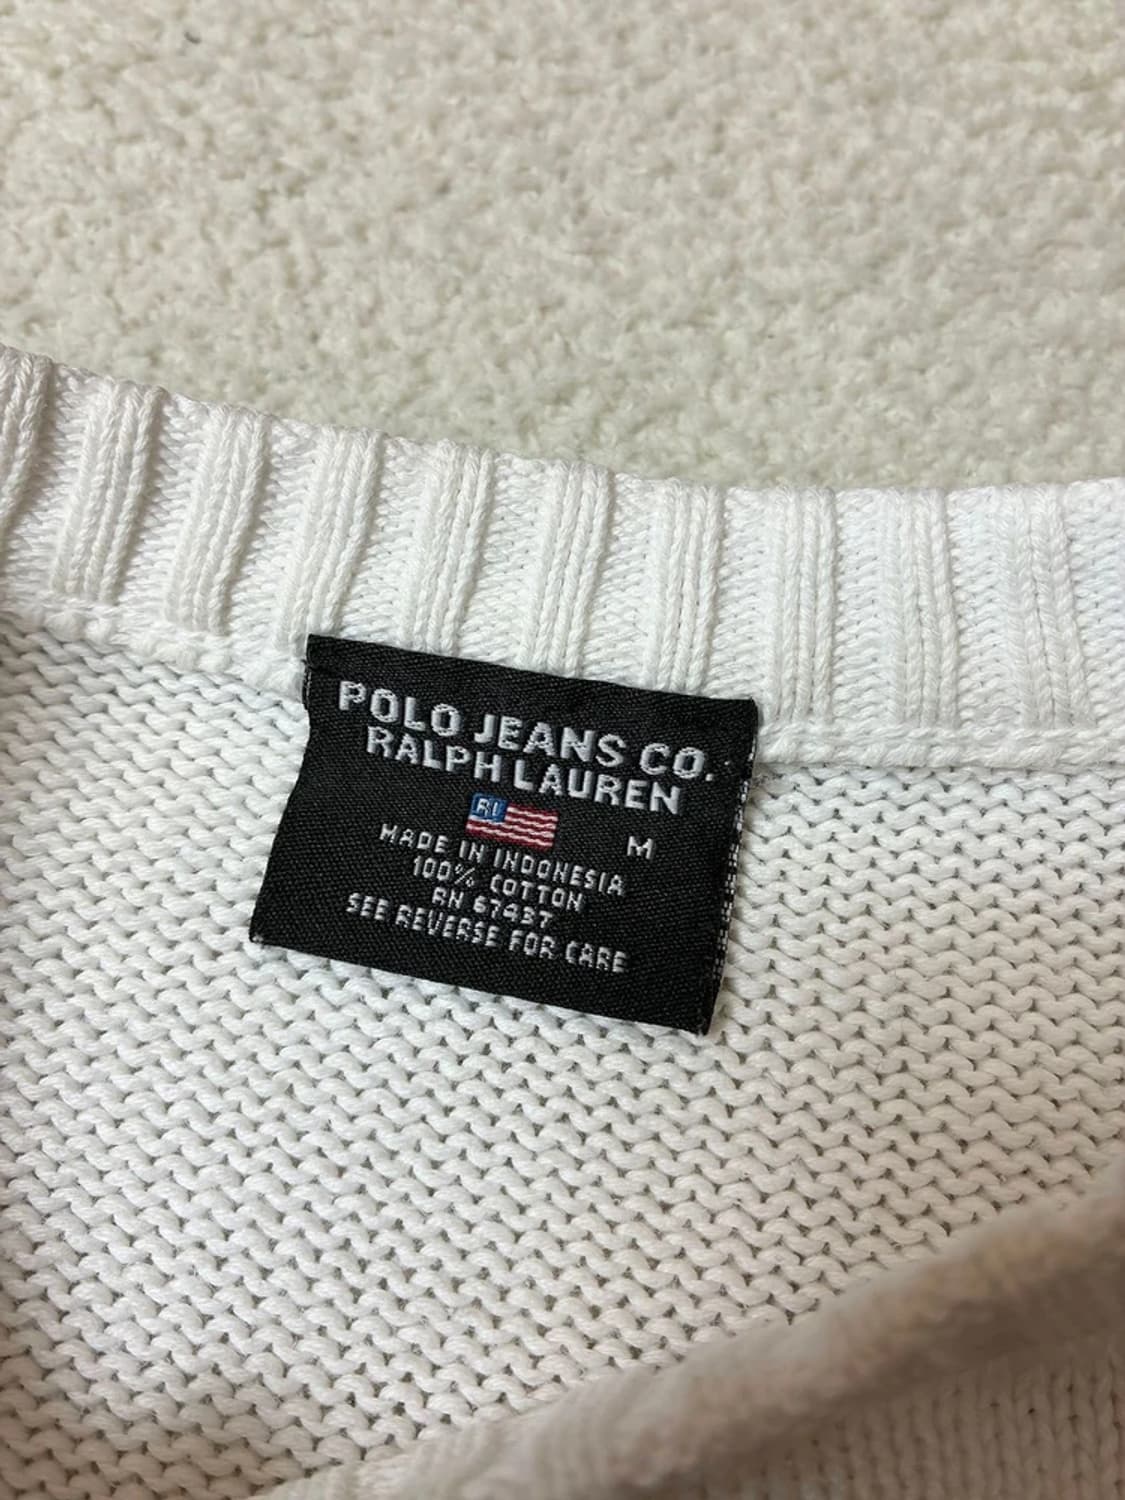 POLO JEANS CO.
RALPH LAUREN
RL
M
MADE IN INDONESIA
100% COTTON
RN 67437
SEE REVERSE FOR CARE